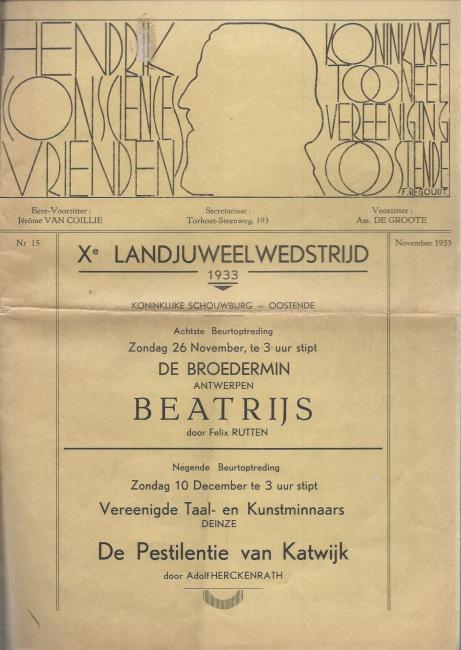 HENDRIK
CONSCIENCE'S
VRIENDEN
KONINKLYKE
TOONEEL
VEREENIGING
OOSTENDE
F. BEGOUDT.
Eere-Voorzitter :
Jérôme VAN COILLIE
Secretariaat :
Torhout-Steenweg, 193
Voorzitter :
Am. DE GROOTE
Nr 15
November 1933
Xe LANDJUWEELWEDSTRIJD
1933
KONINKLIJKE SCHOUWBURG – OOSTENDE
Achtste Beurtoptreding
Zondag 26 November, te 3 uur stipt
DE BROEDERMIN
ANTWERPEN
BEATRIJS
door Felix RUTTEN
Negende Beurtoptreding
Zondag 10 December te 3 uur stipt
Vereenigde Taal- en Kunstminnaars
DEINZE
De Pestilentie van Katwijk
door Adolf HERCKENRATH